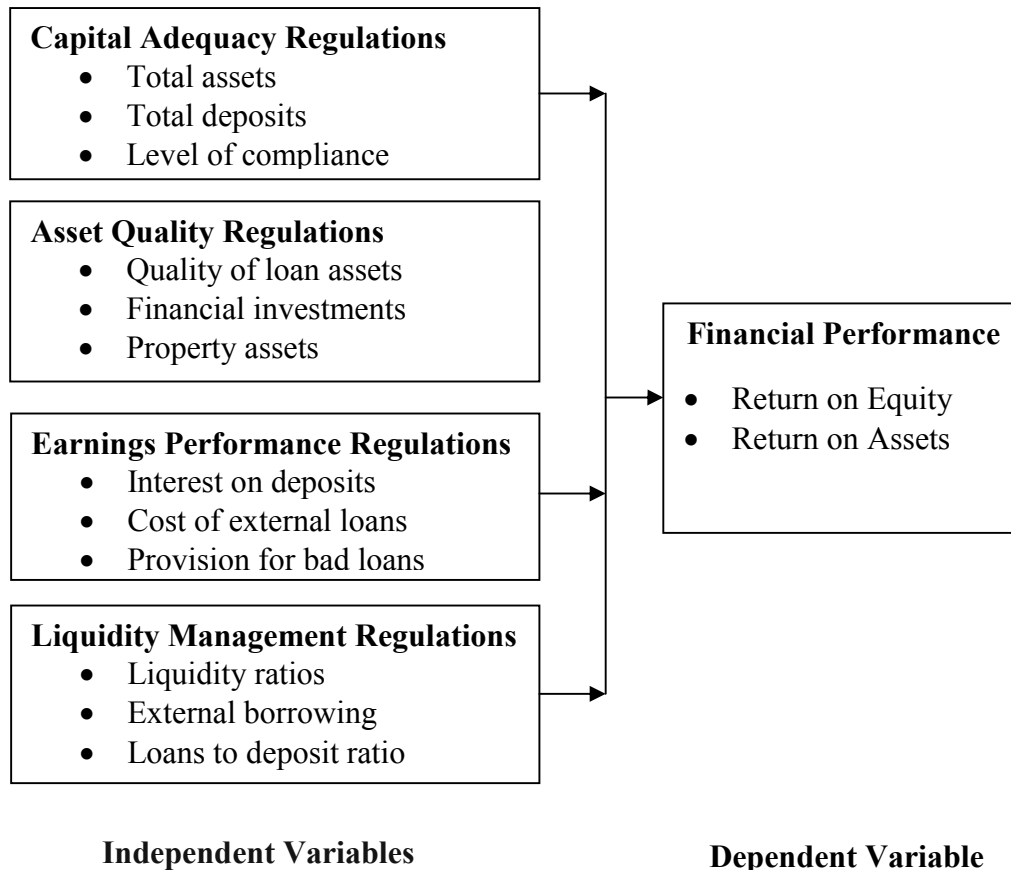 Capital Adequacy Regulations
• Total assets
• Total deposits
• Level of compliance
Asset Quality Regulations
• Quality of loan assets
• Financial investments
• Property assets
Earnings Performance Regulations
• Interest on deposits
• Cost of external loans
• Provision for bad loans
Liquidity Management Regulations
• Liquidity ratios
• External borrowing
• Loans to deposit ratio
Independent Variables
Financial Performance
• Return on Equity
• Return on Assets
Dependent Variable